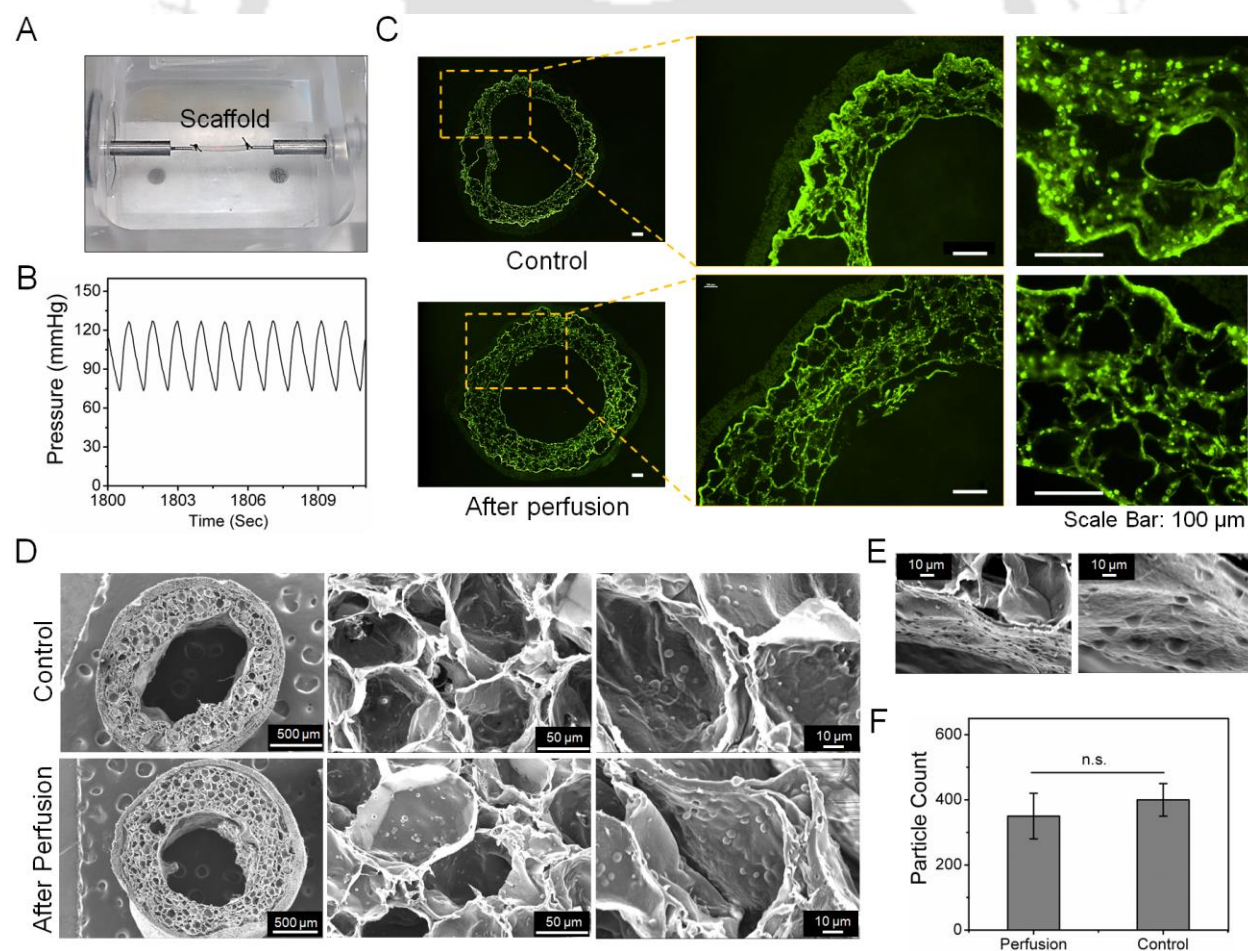 A
Scaffold
B
Pressure (mmHg)
150
120
90
60
30
0
1800
1803
1806
1809
Time (Sec)
C
Control
After perfusion
Scale Bar: 100 µm
D
Control
500 µm
50 µm
10 µm
After Perfusion
500 µm
50 µm
10 µm
E
10 µm
10 µm
F
Particle Count
600
400
200
0
n.s.
Perfusion
Control